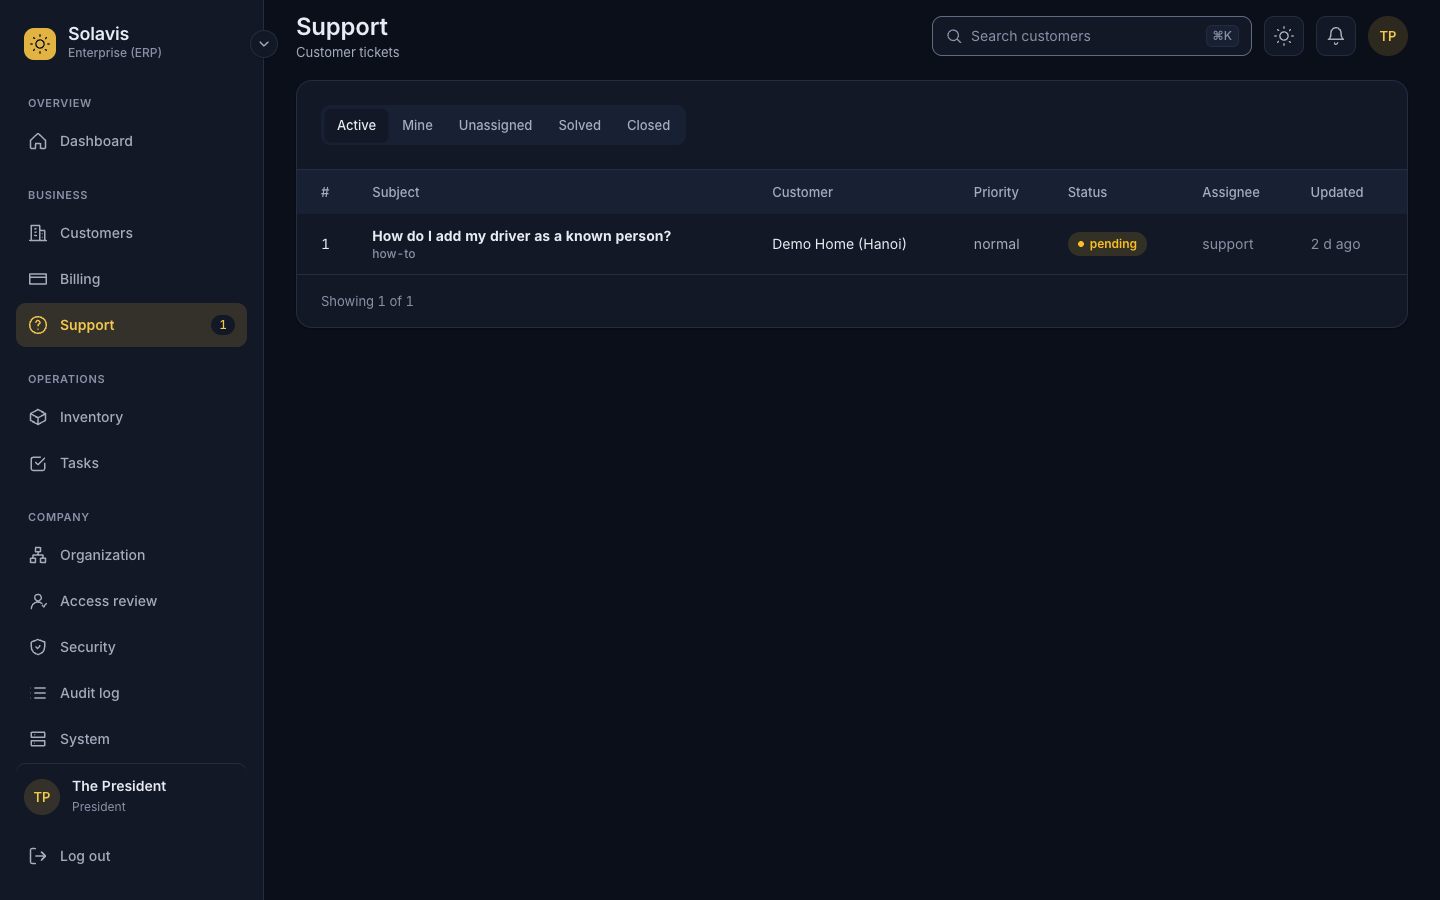 Solavis
Enterprise (ERP)
OVERVIEW
Dashboard
BUSINESS
Customers
Billing
Support 1
OPERATIONS
Inventory
Tasks
COMPANY
Organization
Access review
Security
Audit log
System
TP
The President
President
Log out
Support
Customer tickets
Search customers ⌘K
TP
Active Mine Unassigned Solved Closed
# Subject Customer Priority Status Assignee Updated
1 How do I add my driver as a known person? Demo Home (Hanoi) normal pending support 2 d ago
how-to
Showing 1 of 1